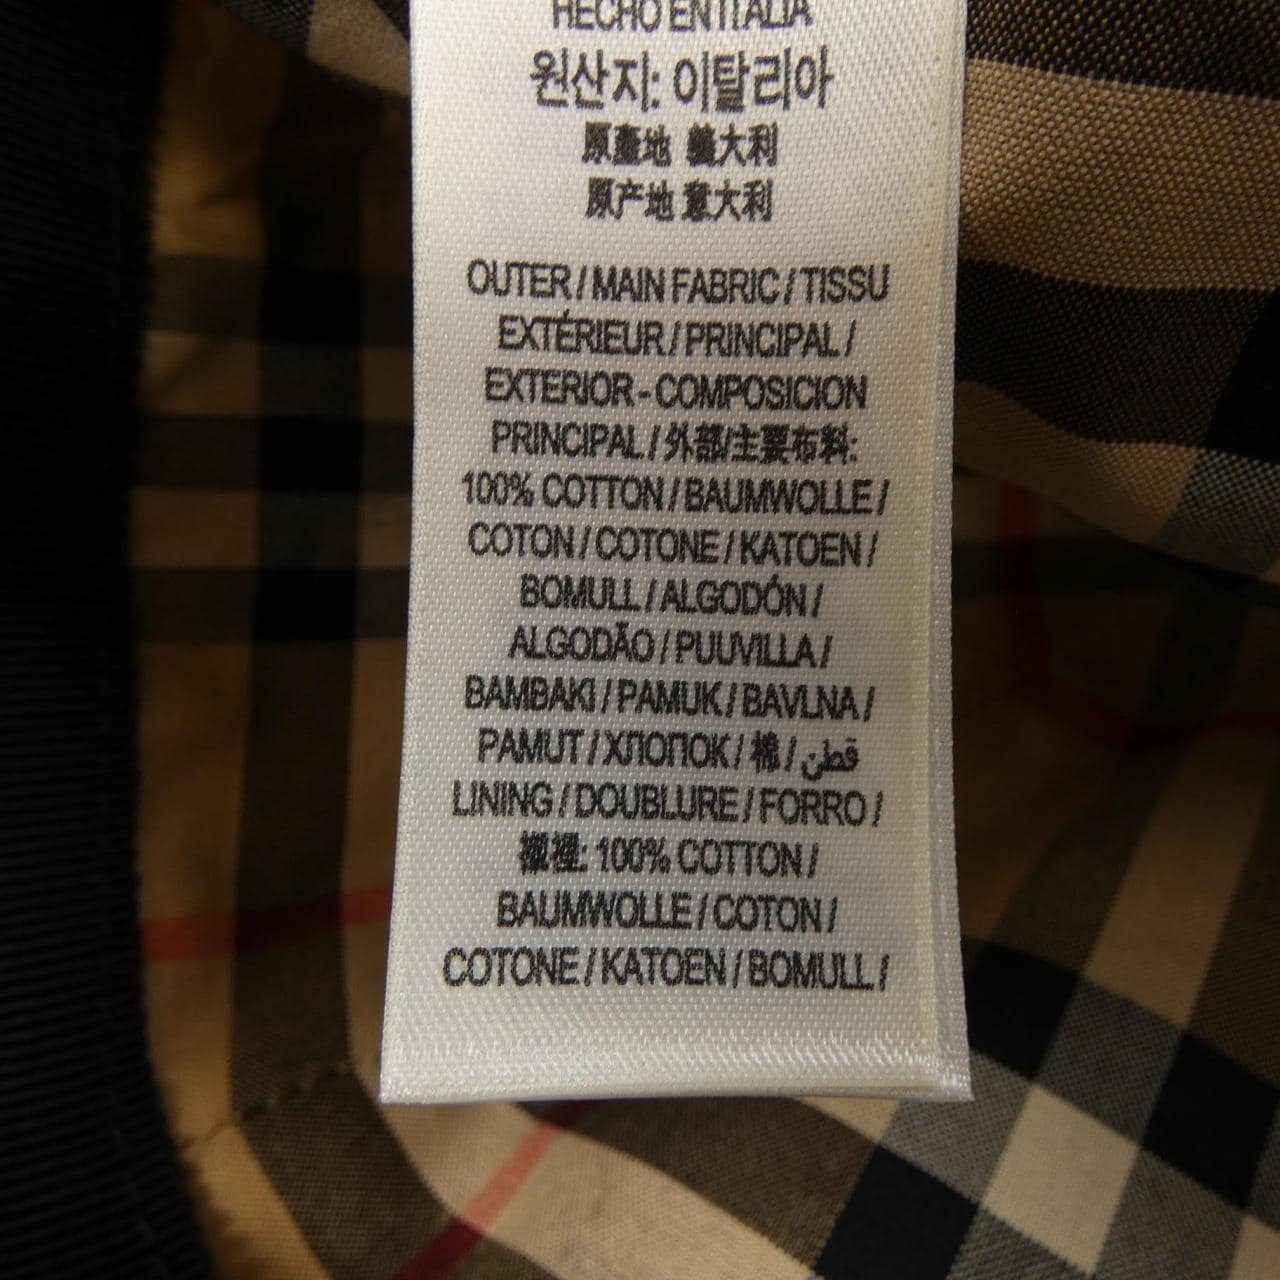 HECHO EN ITALIA
원산지: 이탈리아
原產地 義大利
原产地 意大利
OUTER / MAIN FABRIC / TISSU
EXTÉRIEUR / PRINCIPAL /
EXTERIOR - COMPOSICION
PRINCIPAL / 外部/主要布料:
100% COTTON / BAUMWOLLE /
COTON / COTONE / KATOEN /
BOMULL / ALGODÓN /
ALGODÃO / PUUVILLA /
BAMBAKI / PAMUK / BAVLNA /
PAMUT / ХЛОПОК / 棉 / قطن
LINING / DOUBLURE / FORRO /
襯裡: 100% COTTON /
BAUMWOLLE / COTON /
COTONE / KATOEN / BOMULL /